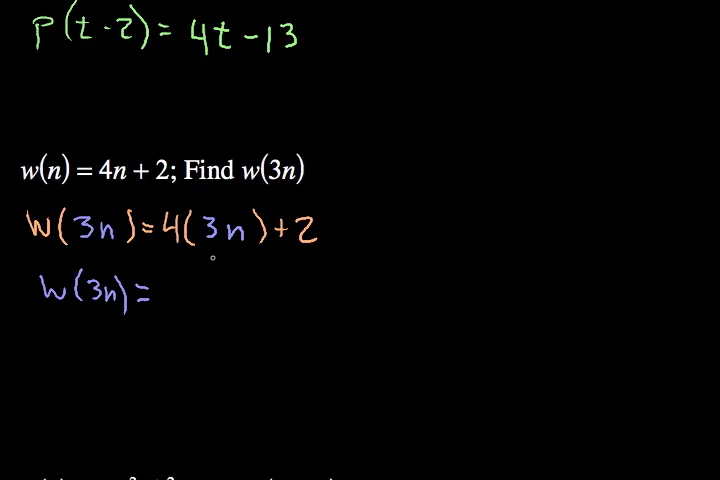 P(t-2) = 4t-13
w(n) = 4n + 2; Find w(3n)
w(3n) = 4(3n) + 2
w(3n) =